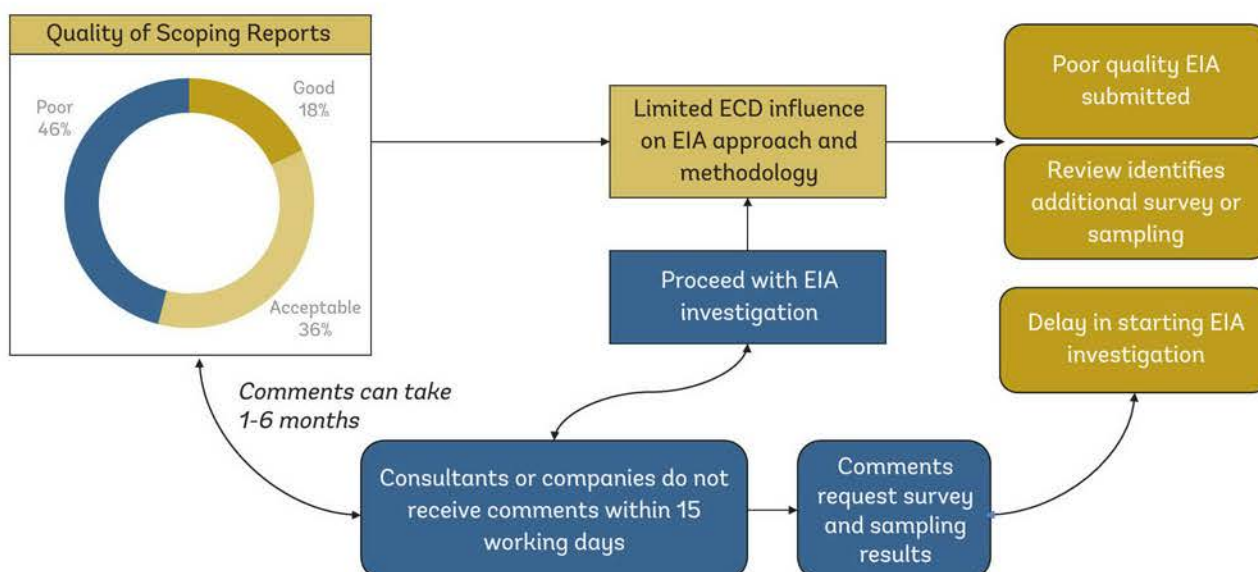 Quality of Scoping Reports
Poor
46%
Good
18%
Acceptable
36%
Limited ECD influence
on EIA approach and
methodology
Poor quality EIA
submitted
Review identifies
additional survey or
sampling
Proceed with EIA
investigation
Delay in starting EIA
investigation
Comments can take
1-6 months
Consultants or companies do not
receive comments within 15
working days
Comments
request survey
and sampling
results